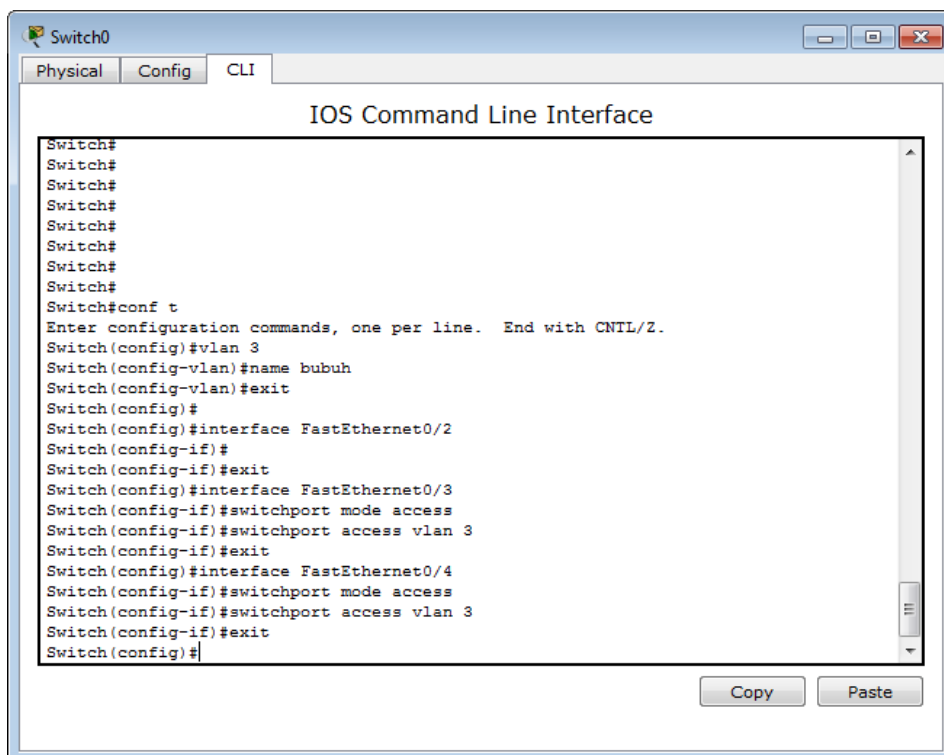 Switch0
Physical Config CLI
IOS Command Line Interface
Switch#
Switch#
Switch#
Switch#
Switch#
Switch#
Switch#
Switch#
Switch#conf t
Enter configuration commands, one per line.  End with CNTL/Z.
Switch(config)#vlan 3
Switch(config-vlan)#name bubuh
Switch(config-vlan)#exit
Switch(config)#
Switch(config)#interface FastEthernet0/2
Switch(config-if)#
Switch(config-if)#exit
Switch(config)#interface FastEthernet0/3
Switch(config-if)#switchport mode access
Switch(config-if)#switchport access vlan 3
Switch(config-if)#exit
Switch(config)#interface FastEthernet0/4
Switch(config-if)#switchport mode access
Switch(config-if)#switchport access vlan 3
Switch(config-if)#exit
Switch(config)#
Copy Paste